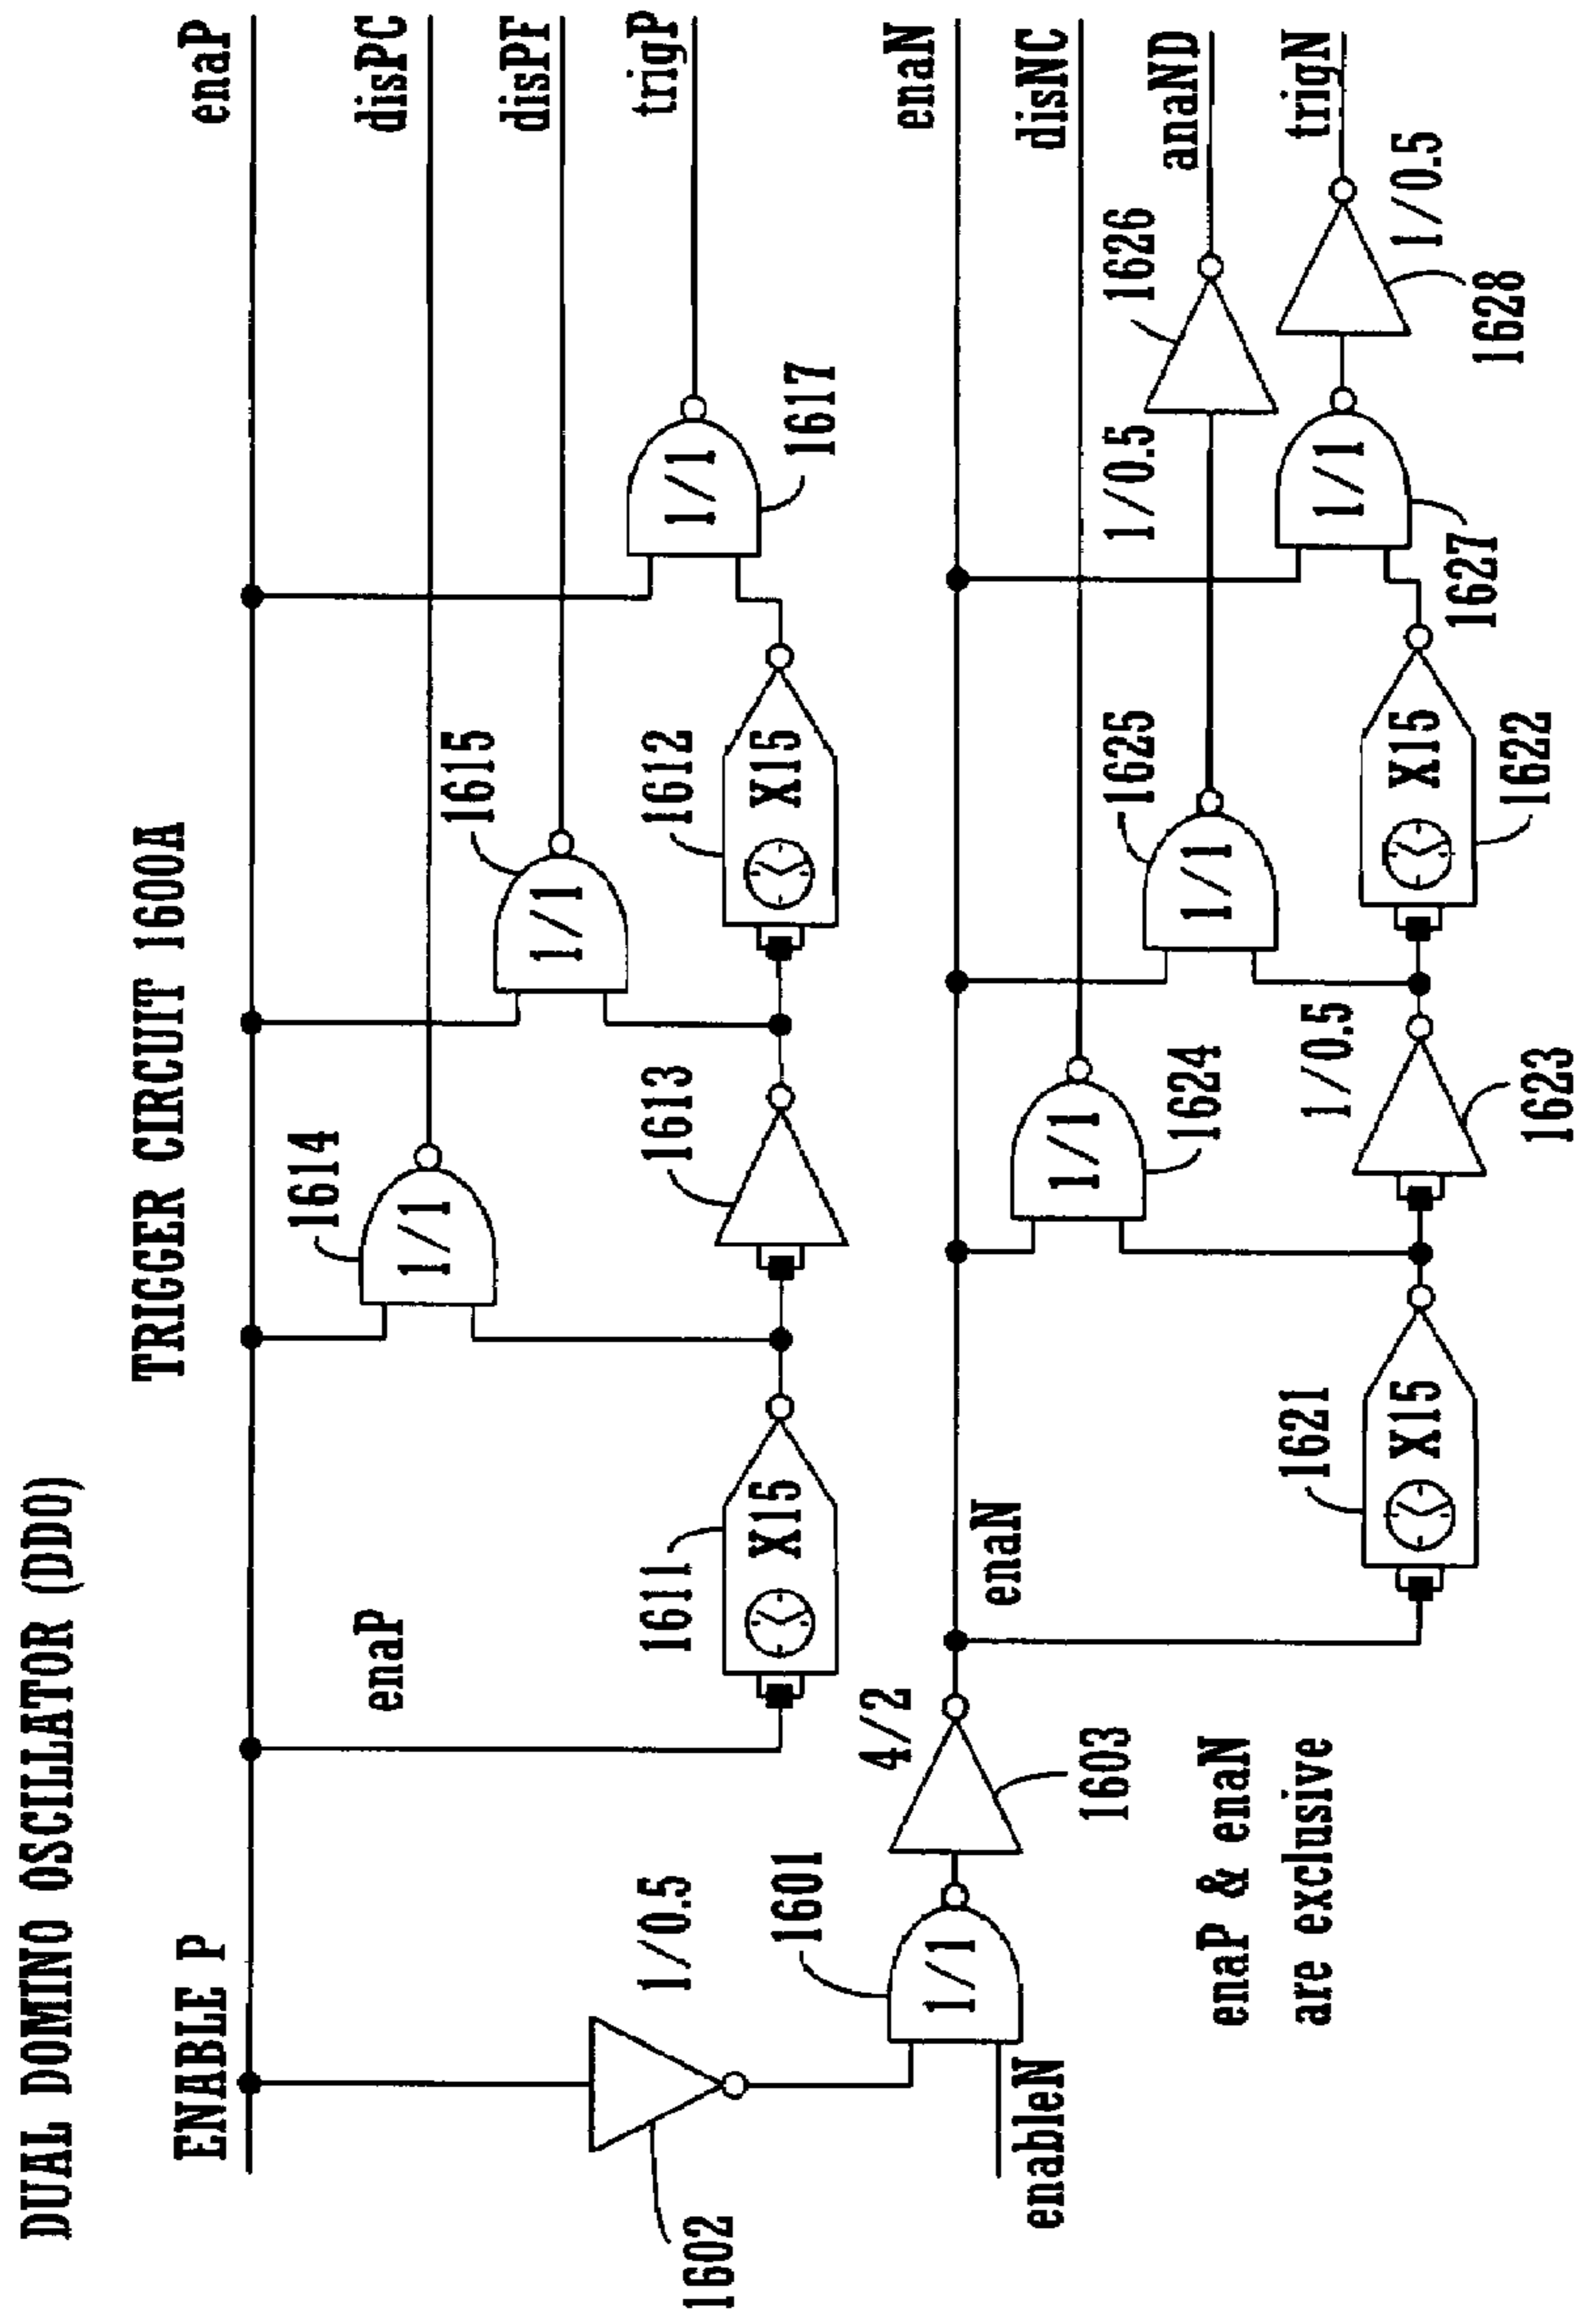 DUAL DOMINO OSCILLATOR (DDO)
TRIGGER CIRCUIT 1600A
ENABLE P
enaP
1614
1/1
disPC
enaP
1615
1/1
disPF
1602
1/0.5
1611
X15
1613
1612
X15
1/1
1617
trigP
1601
1/1
enableN
4/2
1603
enaN
enaN
1/1
1624
disNC
1625
1/1
1/0.5
1626
anaND
enaP & enaN
are exclusive
1621
X15
1/0.5
1623
X15
1622
1/1
1627
1628
1/0.5
trigN